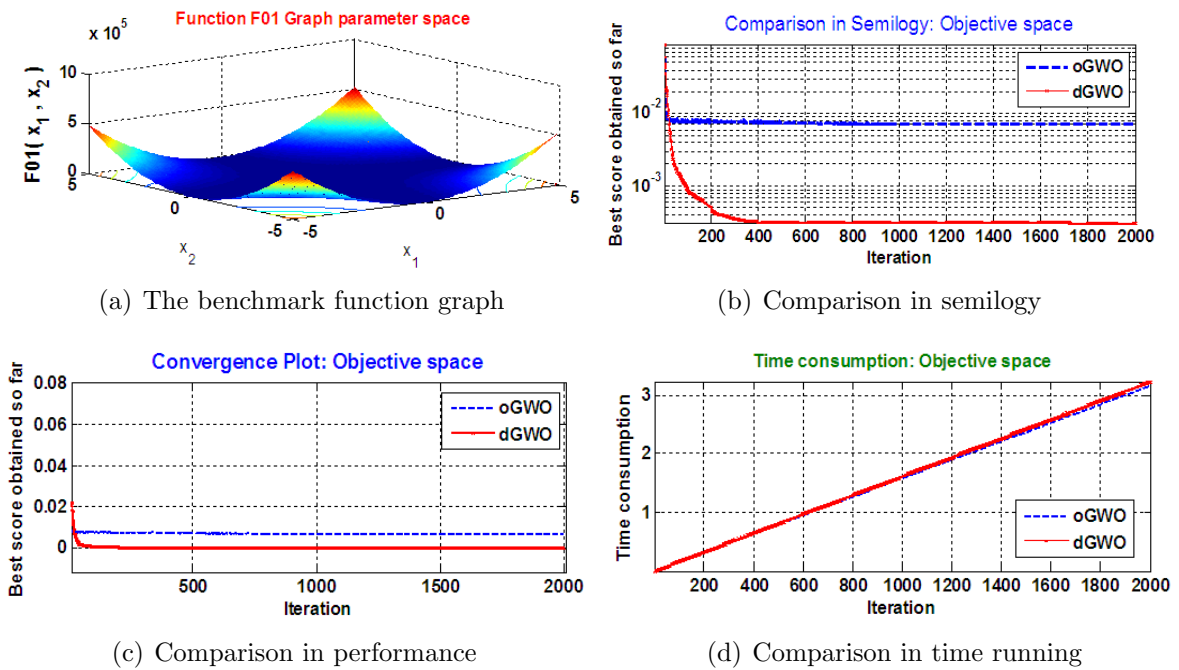 Function F01 Graph parameter space
x 10^5
10
5
0
F01( x_1 , x_2 )
5
0
-5
-5
0
5
x_2
x_1
(a) The benchmark function graph
Comparison in Semilogy: Objective space
Best score obtained so far
10^-2
10^-3
oGWO
dGWO
200 400 600 800 1000 1200 1400 1600 1800 2000
Iteration
(b) Comparison in semilogy
Convergence Plot: Objective space
Best score obtained so far
0.08
0.06
0.04
0.02
0
oGWO
dGWO
500 1000 1500 2000
Iteration
(c) Comparison in performance
Time consumption: Objective space
Time consumption
3
2
1
oGWO
dGWO
200 400 600 800 1000 1200 1400 1600 1800 2000
Iteration
(d) Comparison in time running